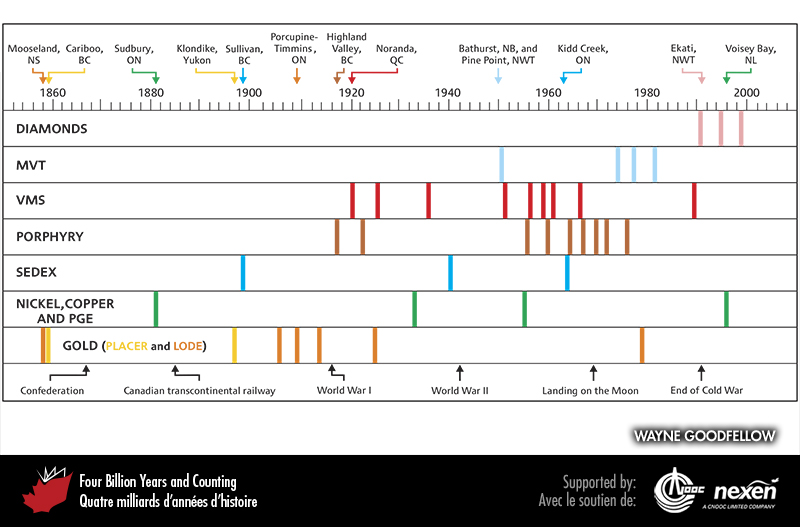 Mooseland,
NS
Cariboo,
BC
Sudbury,
ON
Klondike,
Yukon
Sullivan,
BC
Porcupine-
Timmins,
ON
Highland
Valley,
BC
Noranda,
QC
Bathurst, NB, and
Pine Point, NWT
Kidd Creek,
ON
Ekati,
NWT
Voisey Bay,
NL
1860 1880 1900 1920 1940 1960 1980 2000
DIAMONDS
MVT
VMS
PORPHYRY
SEDEX
NICKEL,COPPER
AND PGE
GOLD (PLACER and LODE)
Confederation
Canadian transcontinental railway
World War I
World War II
Landing on the Moon
End of Cold War
WAYNE GOODFELLOW
Four Billion Years and Counting
Quatre milliards d'années d'histoire
Supported by:
Avec le soutien de:
CNOOC
nexen
A CNOOC LIMITED COMPANY